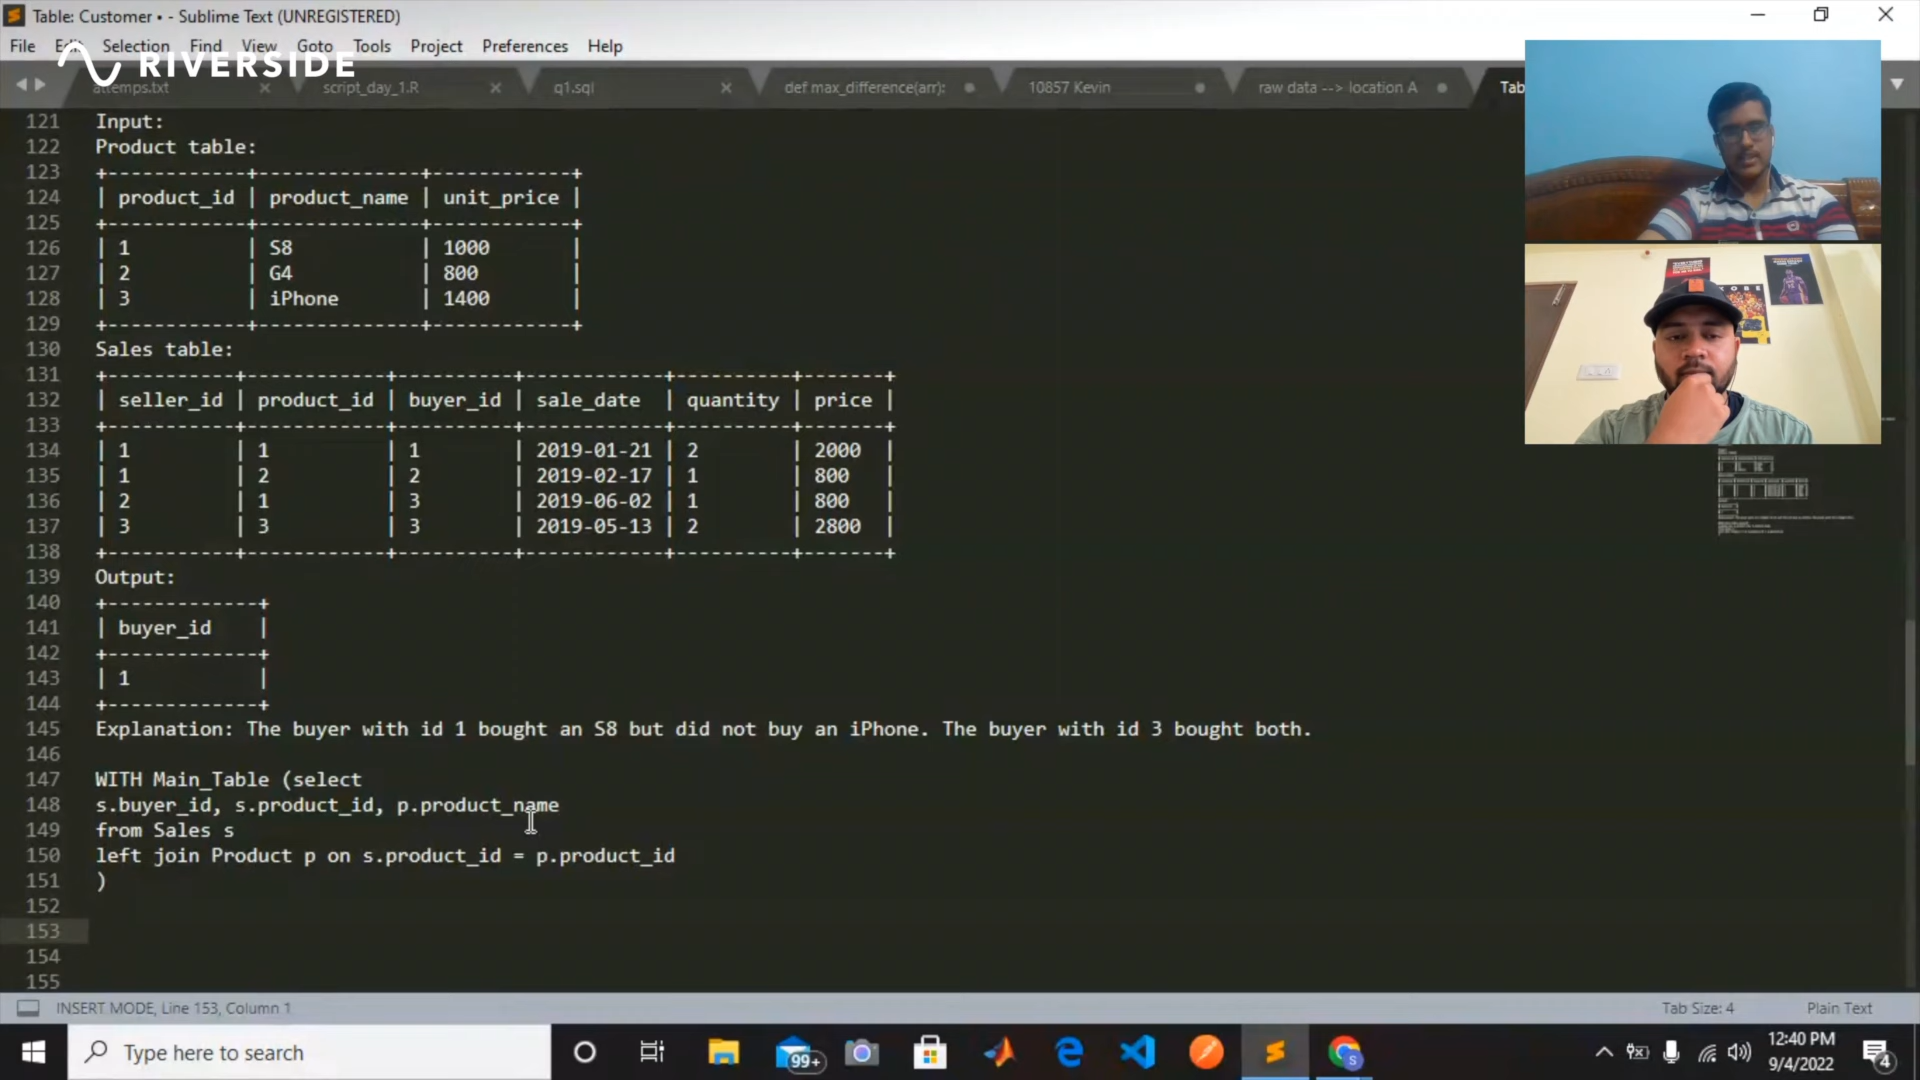 Table: Customer • - Sublime Text (UNREGISTERED)
File Edit Selection Find View Goto Tools Project Preferences Help
RIVERSIDE
attemps.txt script_day_1.R q1.sql def max_difference(arr): 10857 Kevin raw data --> location A Tab
121 Input:
122 Product table:
123 +-------------+--------------+------------+
124 | product_id | product_name | unit_price |
125 +-------------+--------------+------------+
126 | 1 | S8 | 1000 |
127 | 2 | G4 | 800 |
128 | 3 | iPhone | 1400 |
129 +-------------+--------------+------------+
130 Sales table:
131 +-----------+------------+----------+------------+----------+-------+
132 | seller_id | product_id | buyer_id | sale_date | quantity | price |
133 +-----------+------------+----------+------------+----------+-------+
134 | 1 | 1 | 1 | 2019-01-21 | 2 | 2000 |
135 | 1 | 2 | 2 | 2019-02-17 | 1 | 800 |
136 | 2 | 1 | 3 | 2019-06-02 | 1 | 800 |
137 | 3 | 3 | 3 | 2019-05-13 | 2 | 2800 |
138 +-----------+------------+----------+------------+----------+-------+
139 Output:
140 +-------------+
141 | buyer_id |
142 +-------------+
143 | 1 |
144 +-------------+
145 Explanation: The buyer with id 1 bought an S8 but did not buy an iPhone. The buyer with id 3 bought both.
146
147 WITH Main_Table (select
148 s.buyer_id, s.product_id, p.product_name
149 from Sales s
150 left join Product p on s.product_id = p.product_id
151 )
152
153
154
155
INSERT MODE, Line 153, Column 1 Tab Size: 4 Plain Text
Type here to search
99+
12:40 PM
9/4/2022
4